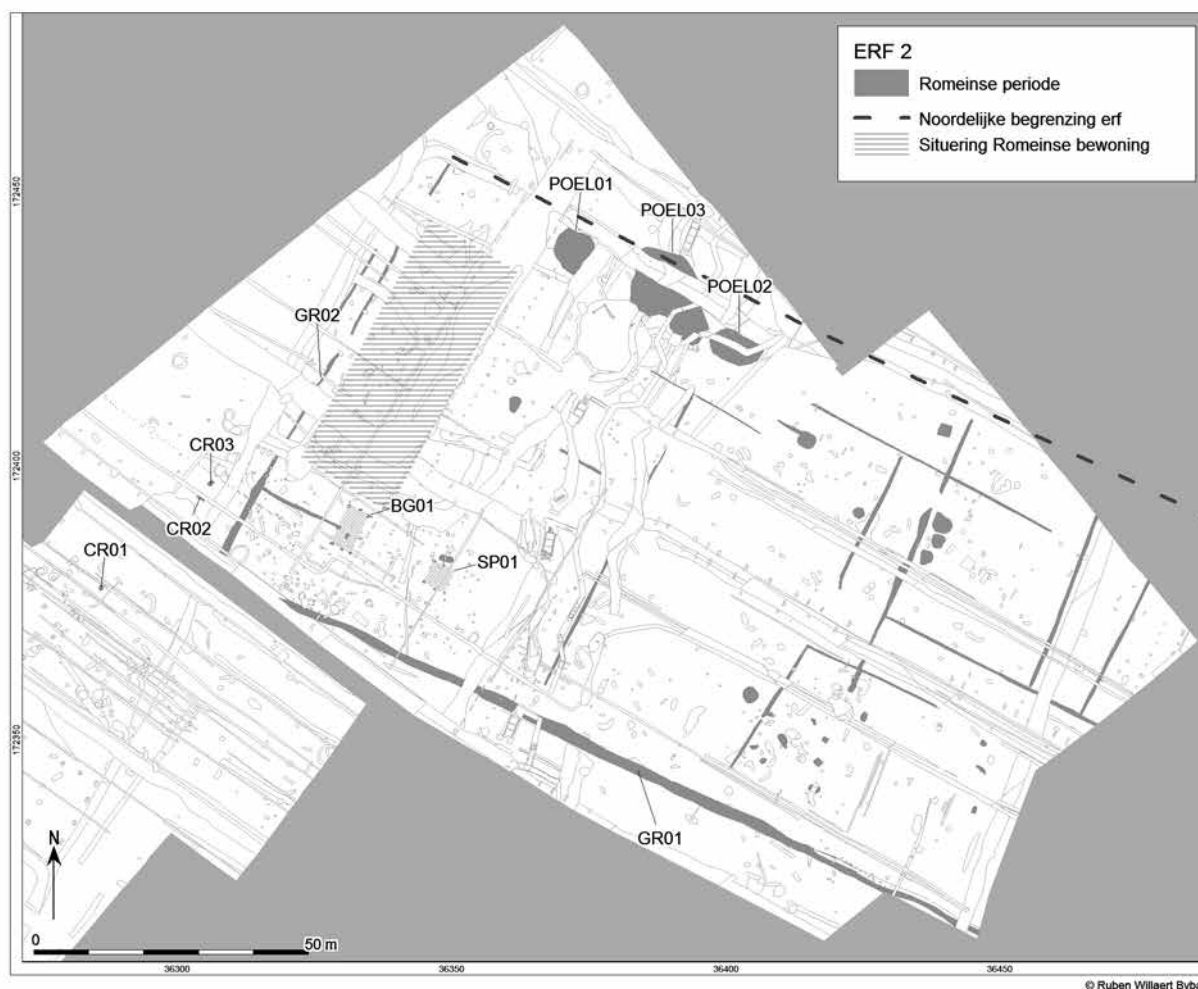 ERF 2
Romeinse periode
Noordelijke begrenzing erf
Situering Romeinse bewoning
172450
POEL01
POEL03
POEL02
GR02
172400
CR03
CR02
BG01
CR01
SP01
172350
GR01
N
0
50 m
36300
36350
36400
36450
© Ruben Willaert Bvba